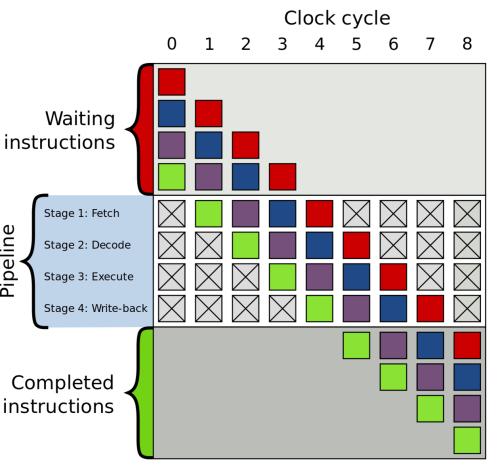 Clock cycle
0 1 2 3 4 5 6 7 8
Waiting
instructions
Pipeline
Stage 1: Fetch
Stage 2: Decode
Stage 3: Execute
Stage 4: Write-back
Completed
instructions